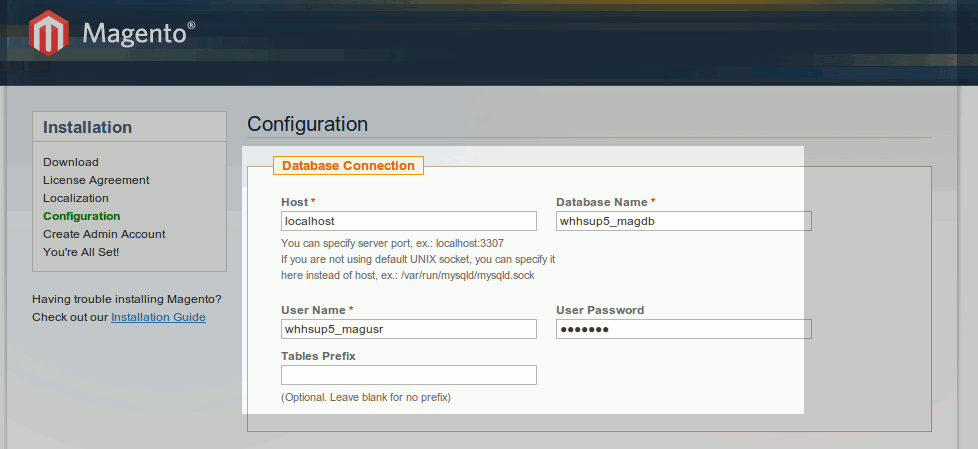 Magento®
Installation
Download
License Agreement
Localization
Configuration
Create Admin Account
You're All Set!
Having trouble installing Magento?
Check out our Installation Guide
Configuration
Database Connection
Host *
localhost
You can specify server port, ex.: localhost:3307
If you are not using default UNIX socket, you can specify it
here instead of host, ex.: /var/run/mysqld/mysqld.sock
Database Name *
whhsup5_magdb
User Name *
whhsup5_magusr
User Password
●●●●●●●
Tables Prefix
(Optional. Leave blank for no prefix)